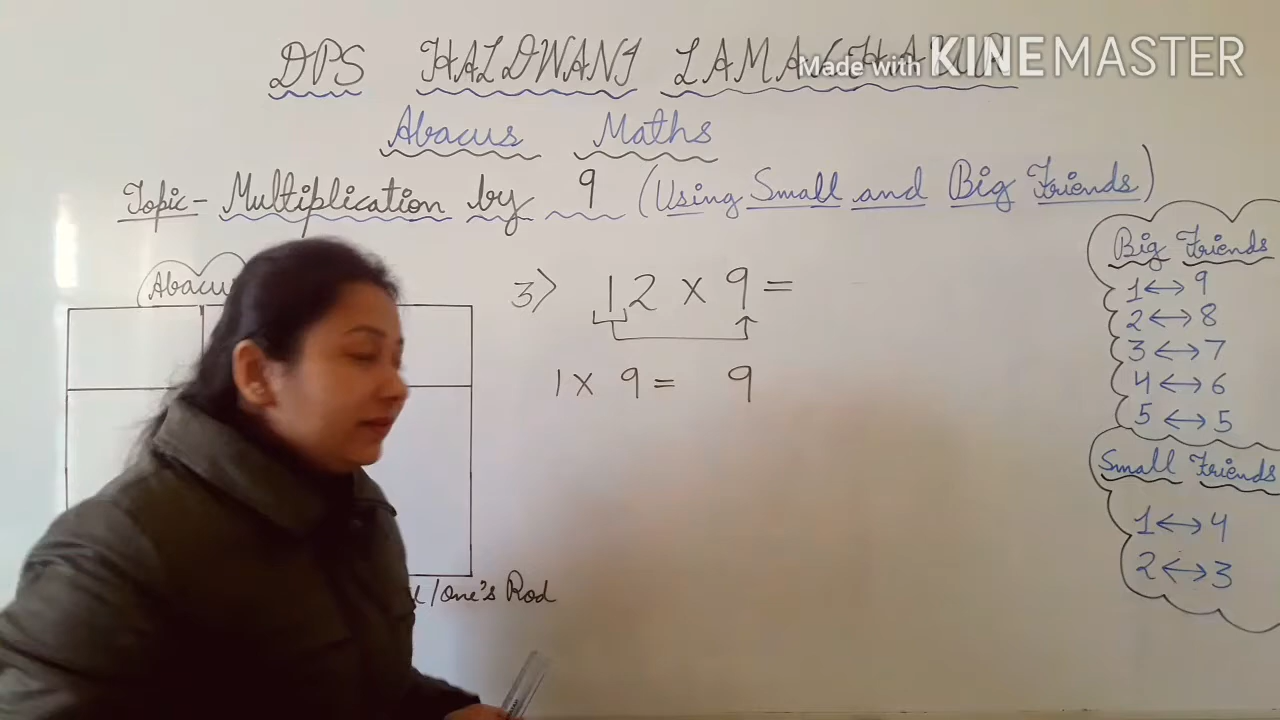 DPS HALDWANI
Made with KINEMASTER
Abacus Maths
Topic- Multiplication by 9 (Using Small and Big Friends)
3> 12 x 9 =
1 x 9 = 9
/One's Rod
Big Friends
1 ↔ 9
2 ↔ 8
3 ↔ 7
4 ↔ 6
5 ↔ 5
Small Friends
1 ↔ 4
2 ↔ 3